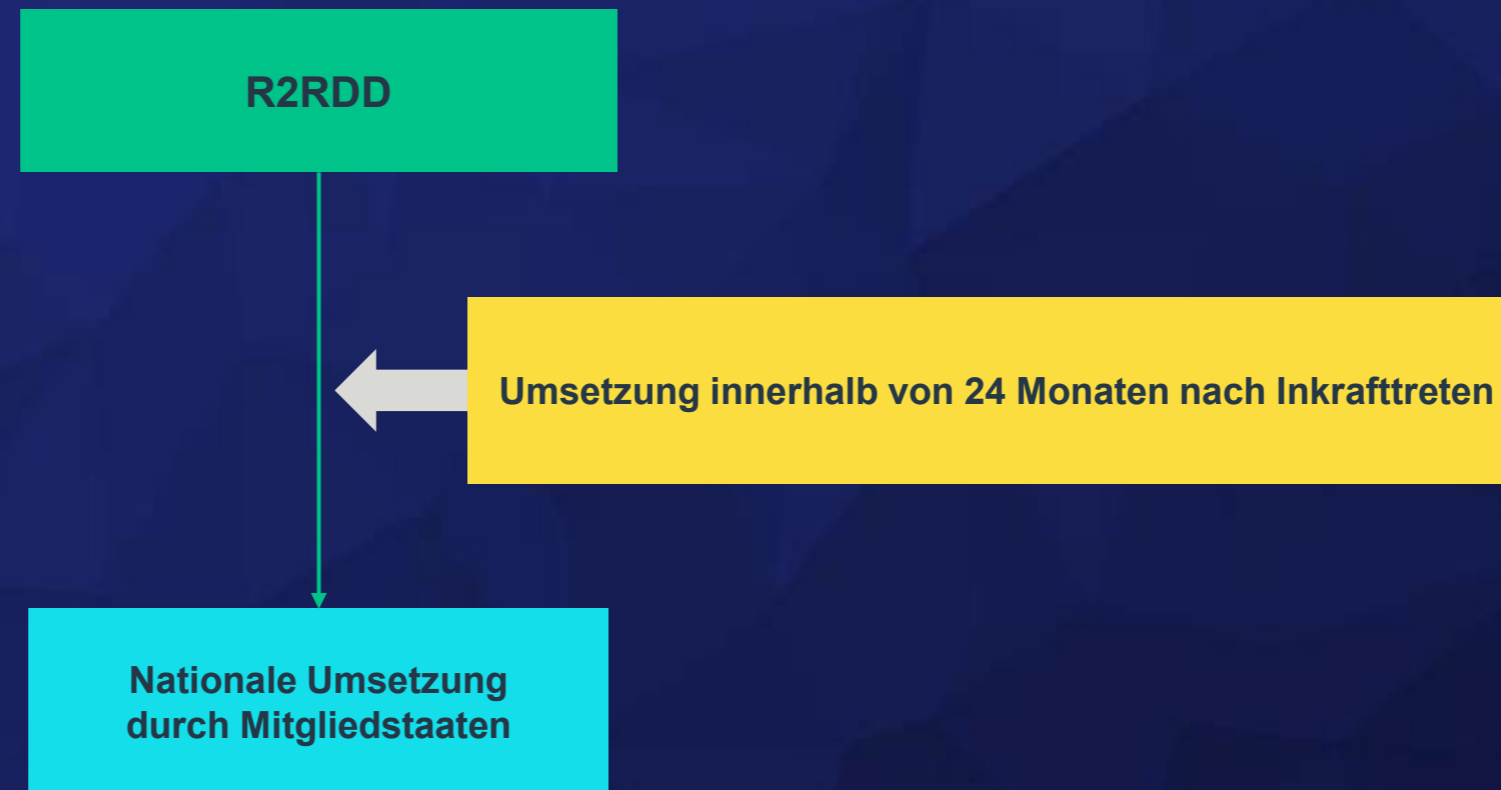 R2RDD
Umsetzung innerhalb von 24 Monaten nach Inkrafttreten
Nationale Umsetzung
durch Mitgliedstaaten